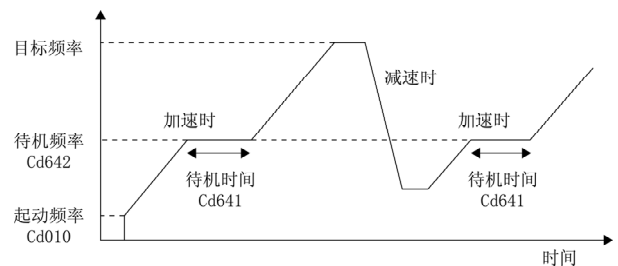 目标频率
减速时
加速时
加速时
待机频率
Cd642
待机时间
Cd641
待机时间
Cd641
起动频率
Cd010
时间